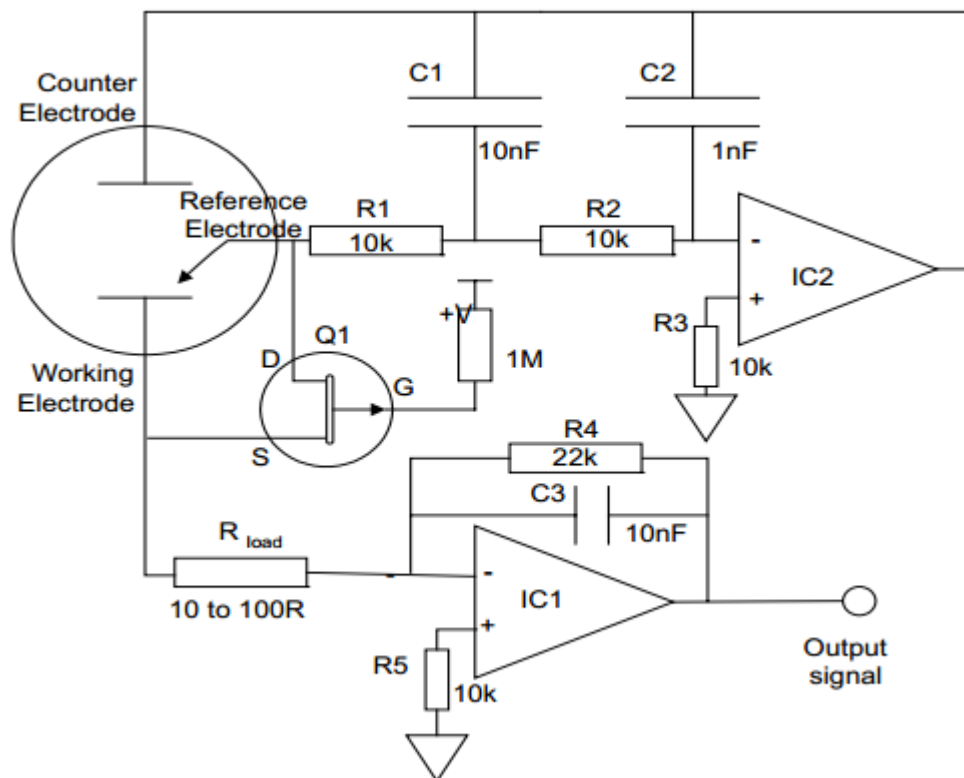 C1
C2
Counter
Electrode
10nF
1nF
Reference
Electrode
R1
10k
R2
10k
-
+
IC2
+V
R3
10k
Q1
D
G
S
1M
Working
Electrode
R4
22k
C3
10nF
R load
10 to 100R
-
-
+
IC1
R5
10k
Output
signal